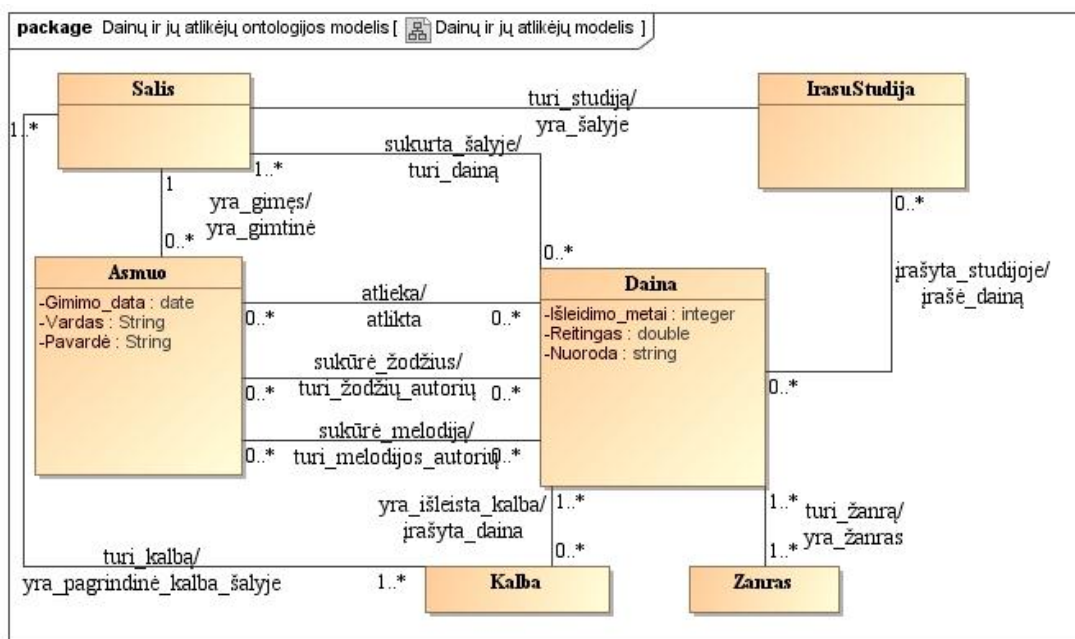 package Dainų ir jų atlikėjų ontologijos modelis [ Dainų ir jų atlikėjų modelis ]
Salis
IrasuStudija
turi_studiją/
yra_šalyje
1..*
sukurta_šalyje/
turi_dainą
1..*
1
yra_gimęs/
yra_gimtinė
0..*
0..*
0..*
įrašyta_studijoje/
įrašė_dainą
Asmuo
-Gimimo_data : date
-Vardas : String
-Pavardė : String
Daina
-Išleidimo_metai : integer
-Reitingas : double
-Nuoroda : string
atlieka/
atlikta
0..*
0..*
sukūrė_žodžius/
turi_žodžių_autorių
0..*
0..*
0..*
sukūrė_melodiją/
turi_melodijos_autorių
0..*
0..*
yra_išleista_kalba/
įrašyta_daina
1..*
0..*
1..*
turi_žanrą/
yra_žanras
1..*
turi_kalbą/
yra_pagrindinė_kalba_šalyje
1..*
Kalba
Zanras